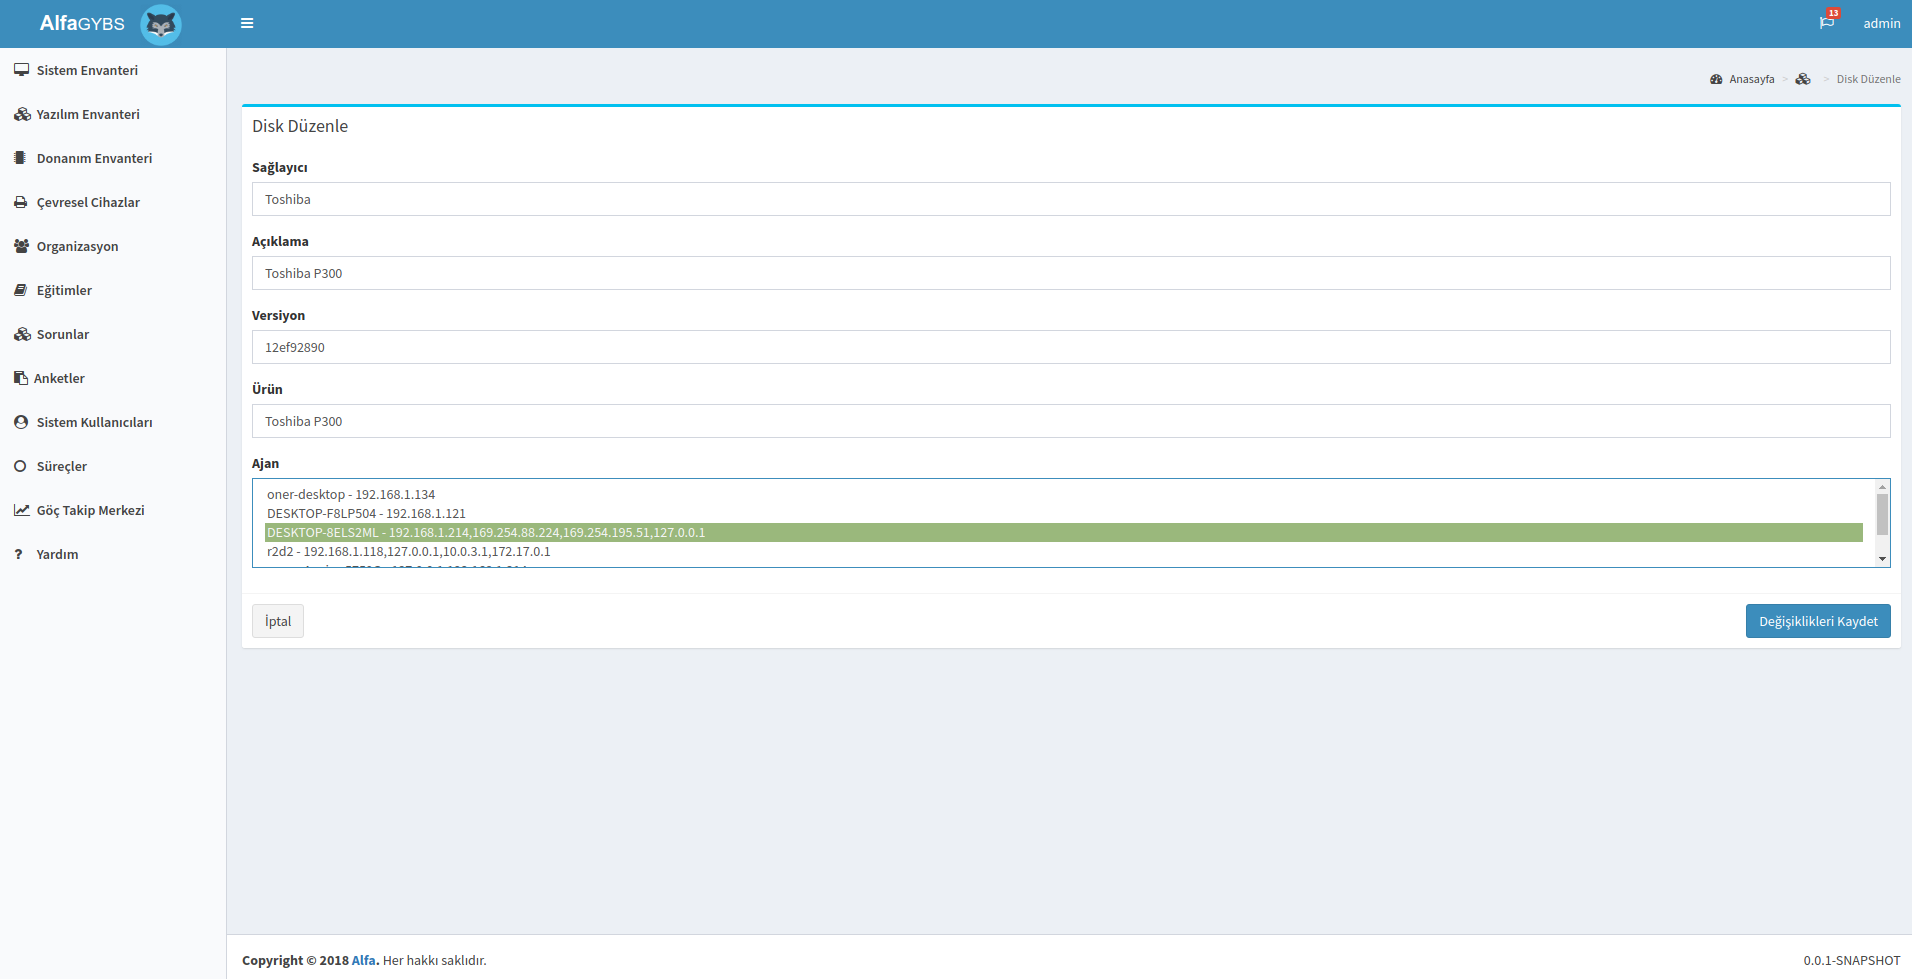 AlfaGYBS
13
admin
Sistem Envanteri
Yazılım Envanteri
Donanım Envanteri
Çevresel Cihazlar
Organizasyon
Eğitimler
Sorunlar
Anketler
Sistem Kullanıcıları
Süreçler
Göç Takip Merkezi
? Yardım
Anasayfa > > Disk Düzenle
Disk Düzenle
Sağlayıcı
Toshiba
Açıklama
Toshiba P300
Versiyon
12ef92890
Ürün
Toshiba P300
Ajan
oner-desktop - 192.168.1.134
DESKTOP-F8LP504 - 192.168.1.121
DESKTOP-8ELS2ML - 192.168.1.214,169.254.88.224,169.254.195.51,127.0.0.1
r2d2 - 192.168.1.118,127.0.0.1,10.0.3.1,172.17.0.1
İptal
Değişiklikleri Kaydet
Copyright © 2018 Alfa. Her hakkı saklıdır.
0.0.1-SNAPSHOT